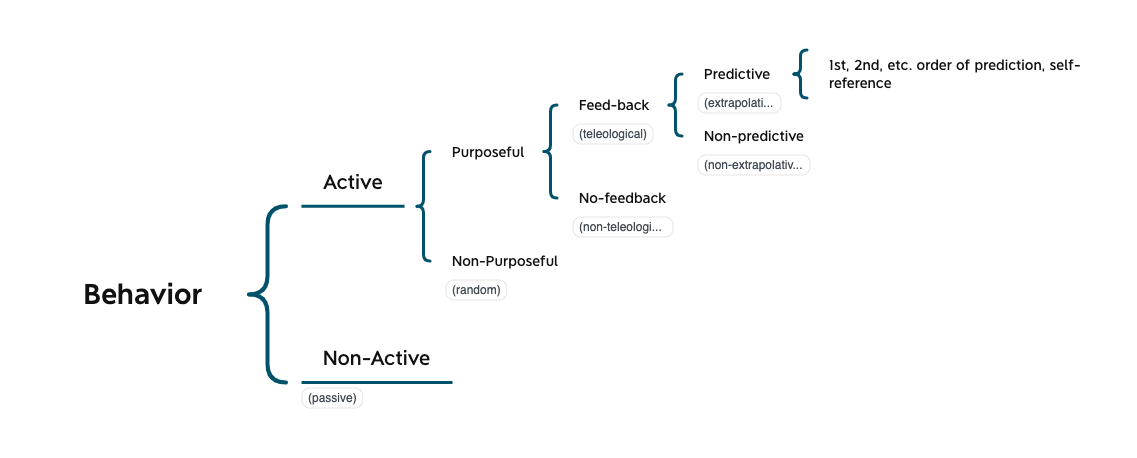 1st, 2nd, etc. order of prediction, self-
reference
Predictive
(extrapolati...
Feed-back
(teleological)
Non-predictive
(non-extrapolativ...
Purposeful
Active
No-feedback
(non-teleologi...
Non-Purposeful
(random)
Behavior
Non-Active
(passive)